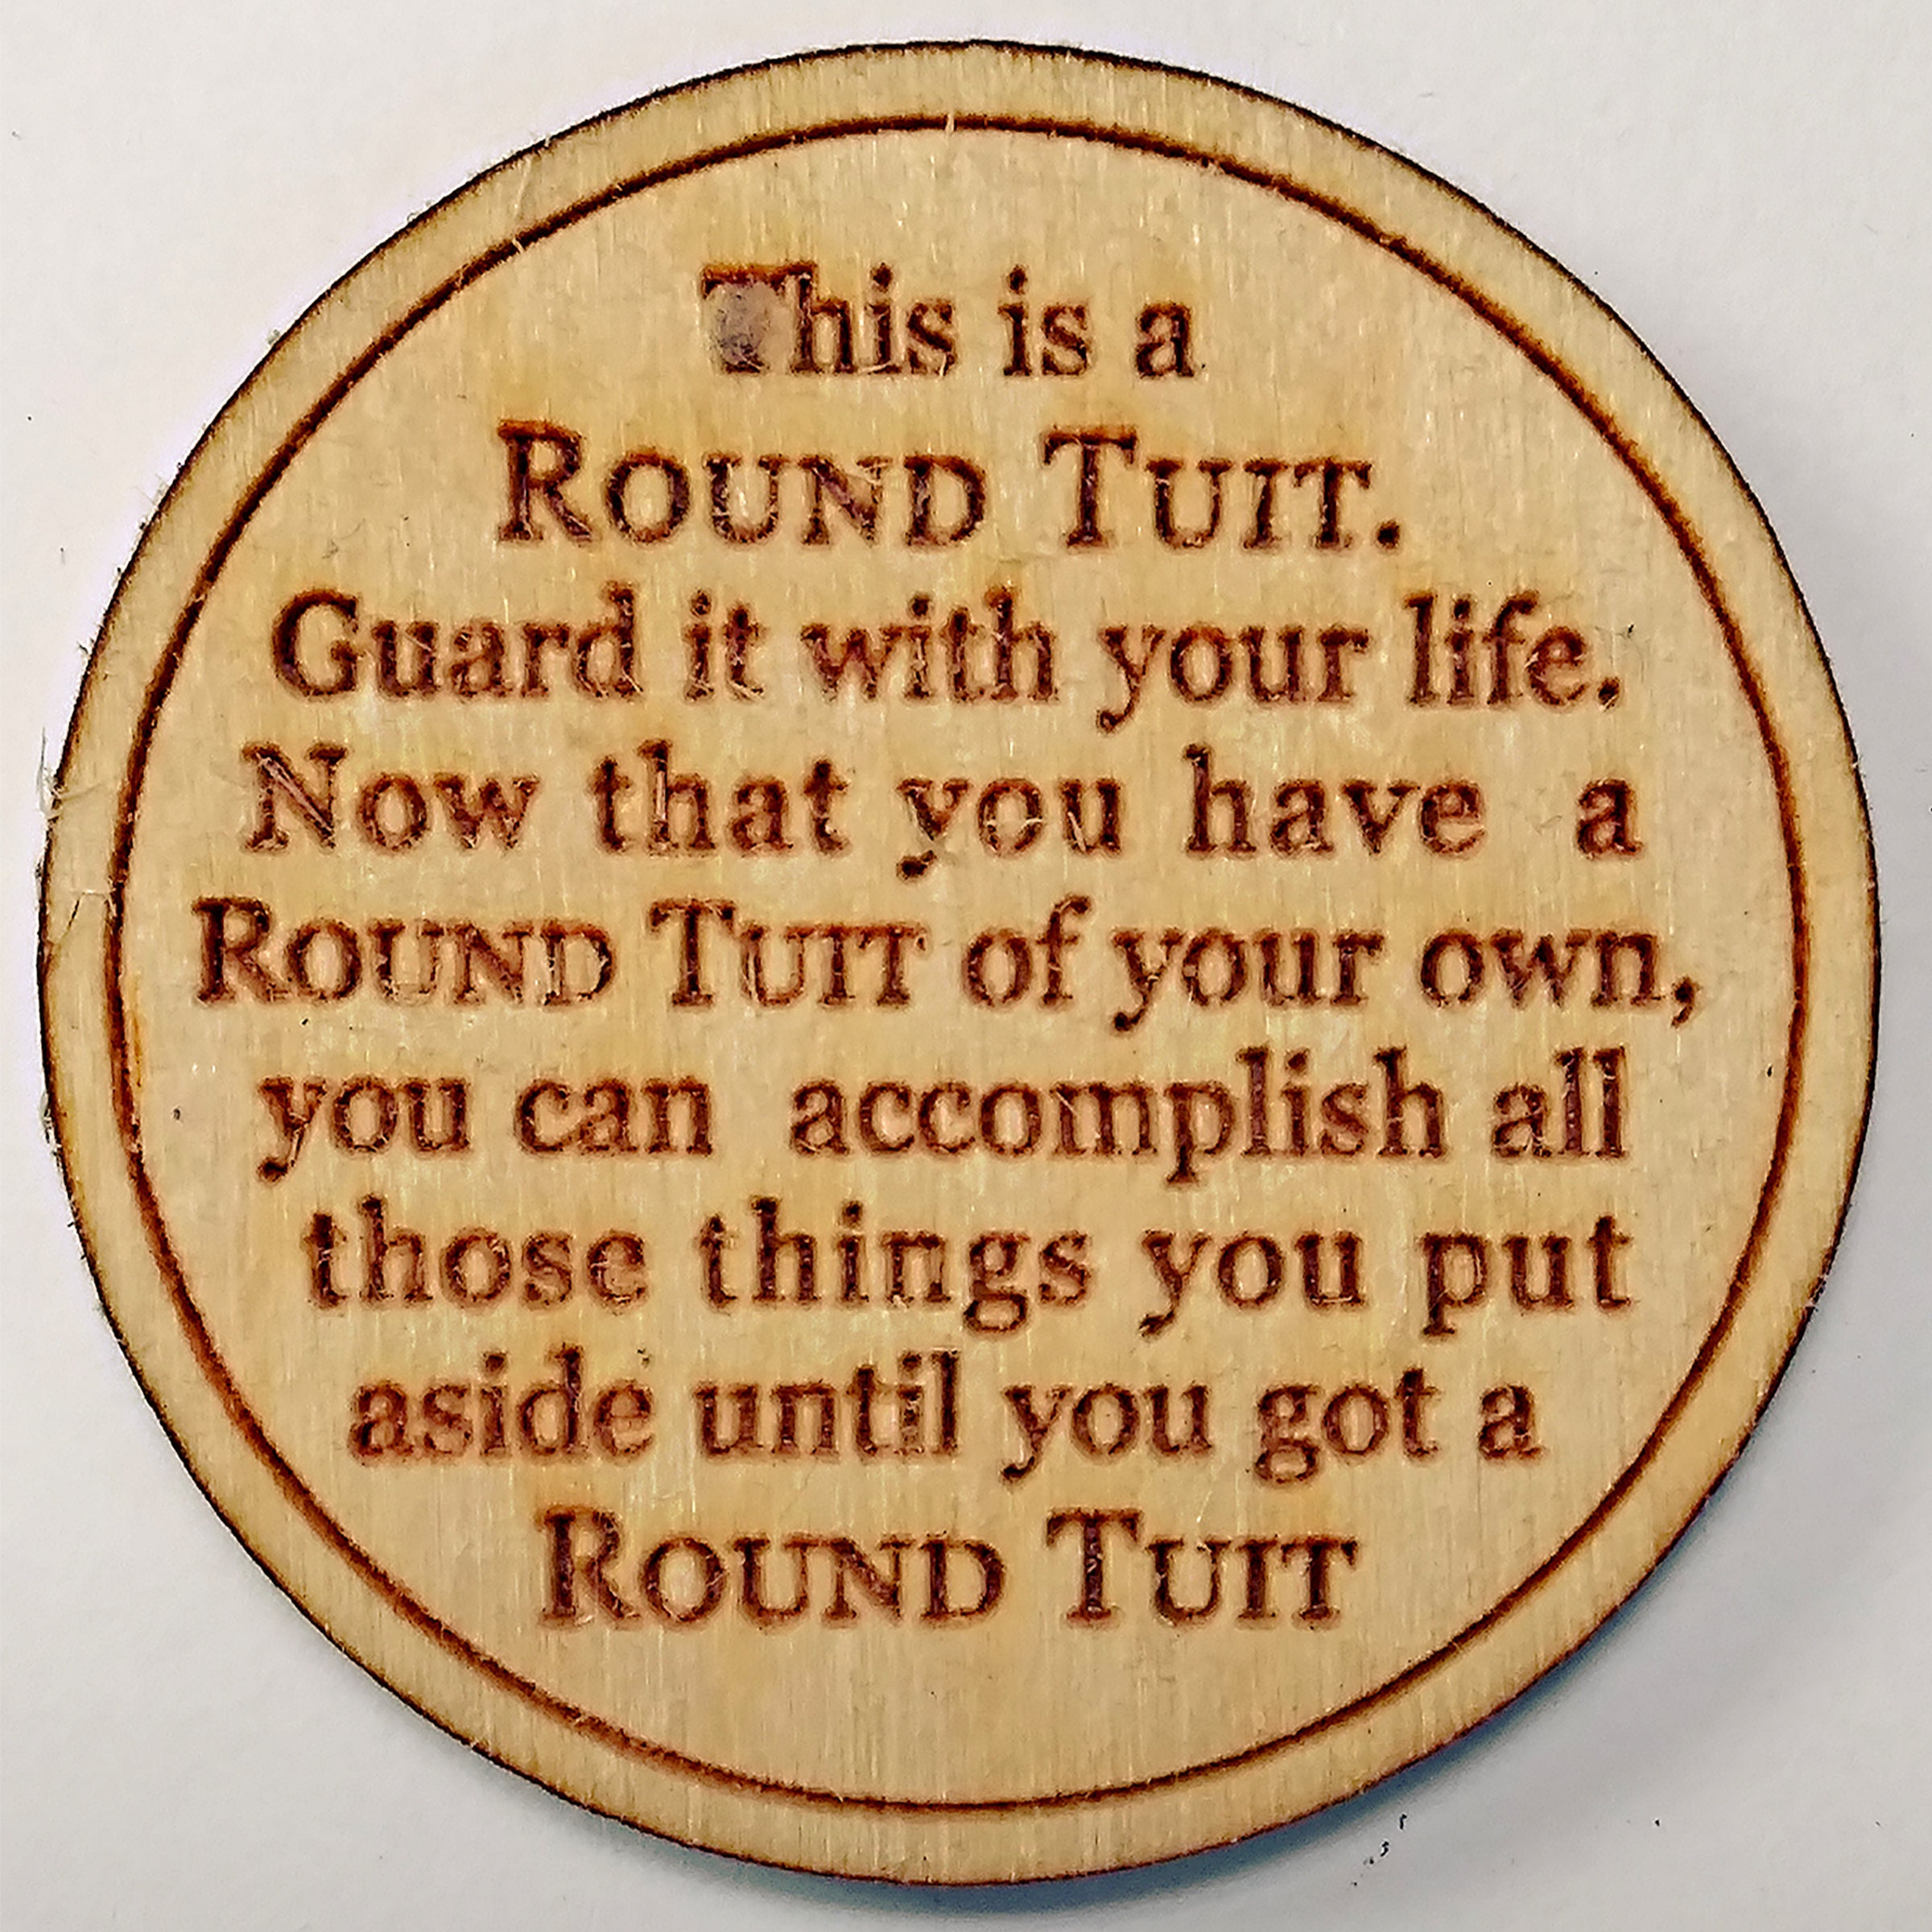 This is a
ROUND TUIT.
Guard it with your life.
Now that you have a
ROUND TUIT of your own,
you can accomplish all
those things you put
aside until you got a
ROUND TUIT